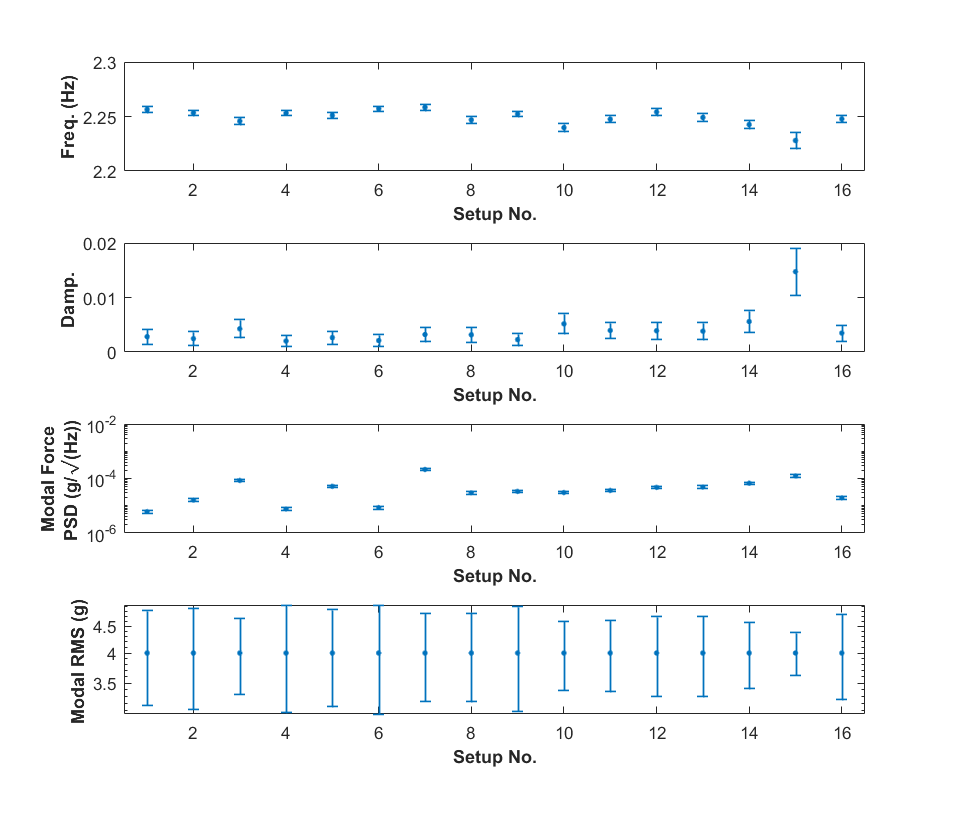 Freq. (Hz)
2.3
2.25
2.2
2 4 6 8 10 12 14 16
Setup No.
Damp.
0.02
0.01
0
2 4 6 8 10 12 14 16
Setup No.
Modal Force
PSD (g/√(Hz))
10^-2
10^-4
10^-6
2 4 6 8 10 12 14 16
Setup No.
Modal RMS (g)
4.5
4
3.5
2 4 6 8 10 12 14 16
Setup No.